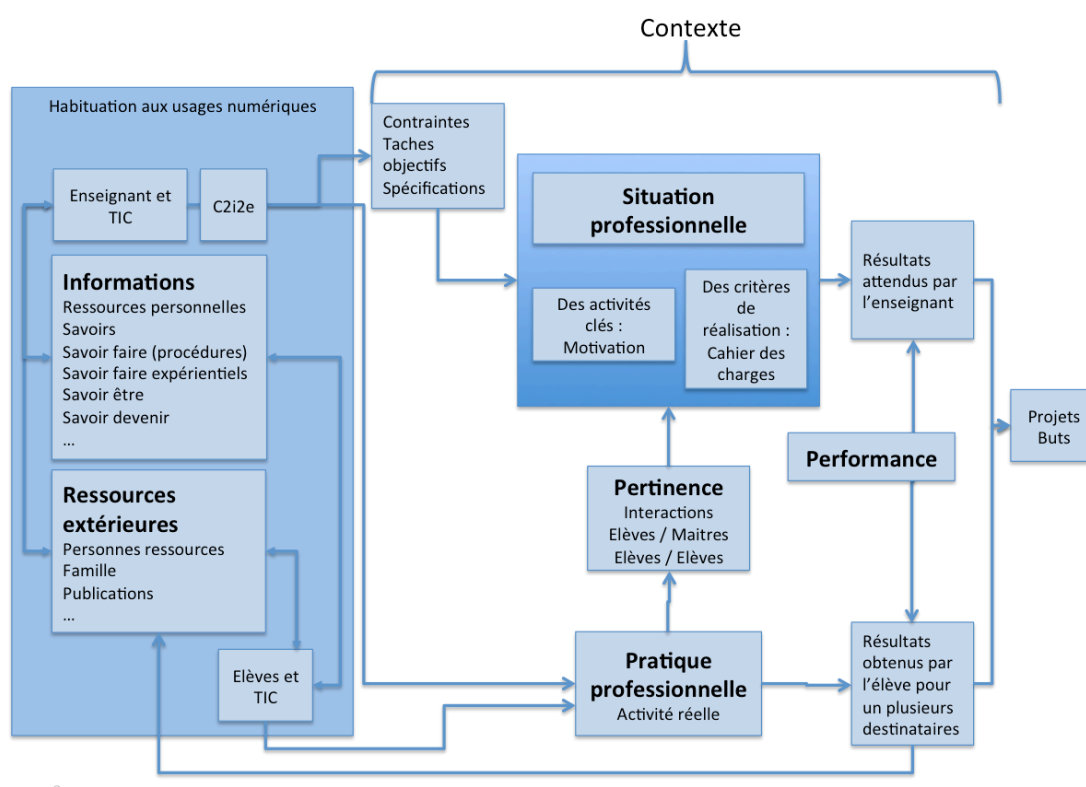 Contexte
Habituation aux usages numériques
Contraintes
Taches
objectifs
Spécifications
Enseignant et
TIC
C2i2e
Situation
professionnelle
Informations
Ressources personnelles
Savoirs
Savoir faire (procédures)
Savoir faire expérientiels
Savoir être
Savoir devenir
...
Des activités
clés :
Motivation
Des critères
de
réalisation :
Cahier des
charges
Résultats
attendus par
l'enseignant
Projets
Buts
Performance
Pertinence
Interactions
Elèves / Maitres
Elèves / Elèves
Ressources
extérieures
Personnes ressources
Famille
Publications
...
Elèves et
TIC
Pratique
professionnelle
Activité réelle
Résultats
obtenus par
l'élève pour
un plusieurs
destinataires